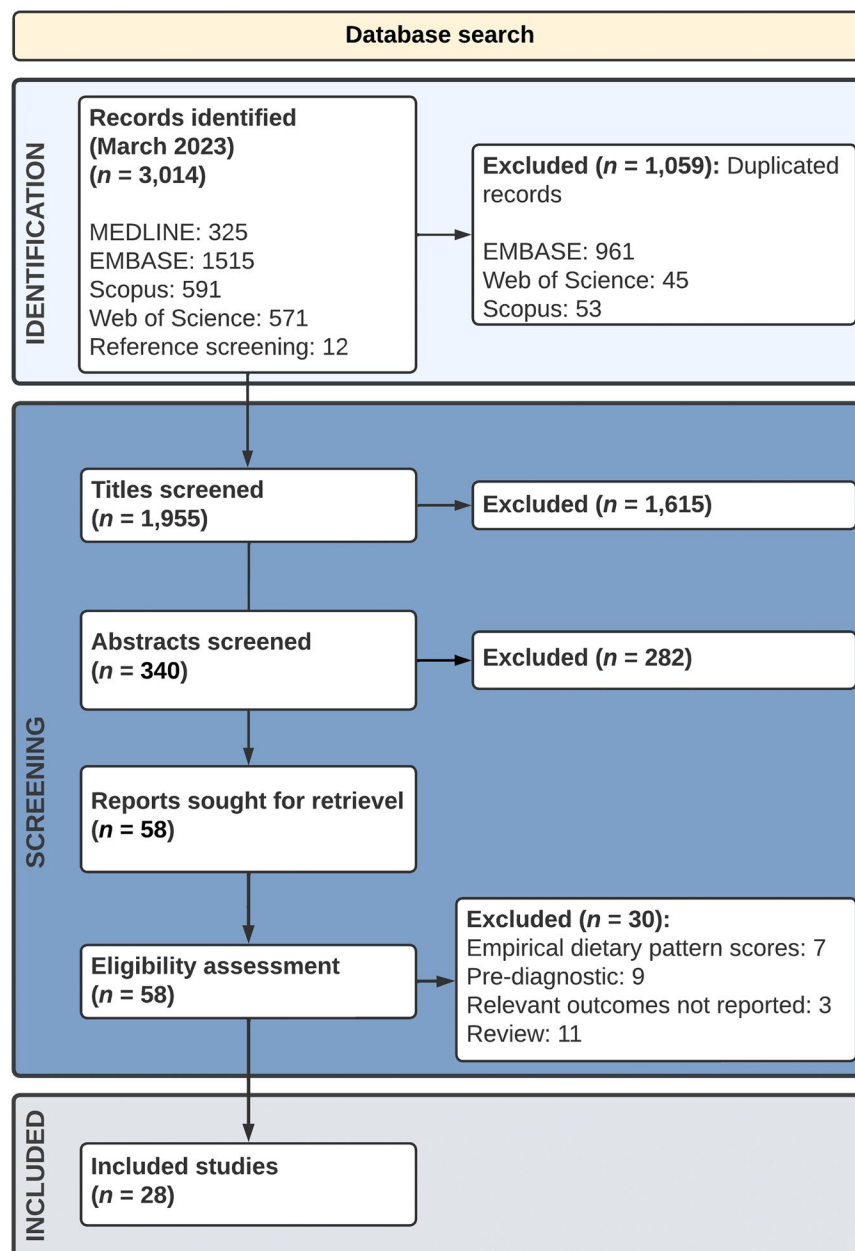 Database search
IDENTIFICATION
Records identified
(March 2023)
(n = 3,014)
MEDLINE: 325
EMBASE: 1515
Scopus: 591
Web of Science: 571
Reference screening: 12
Excluded (n = 1,059): Duplicated
records
EMBASE: 961
Web of Science: 45
Scopus: 53
SCREENING
Titles screened
(n = 1,955)
Excluded (n = 1,615)
Abstracts screened
(n = 340)
Excluded (n = 282)
Reports sought for retrievel
(n = 58)
Eligibility assessment
(n = 58)
Excluded (n = 30):
Empirical dietary pattern scores: 7
Pre-diagnostic: 9
Relevant outcomes not reported: 3
Review: 11
INCLUDED
Included studies
(n = 28)